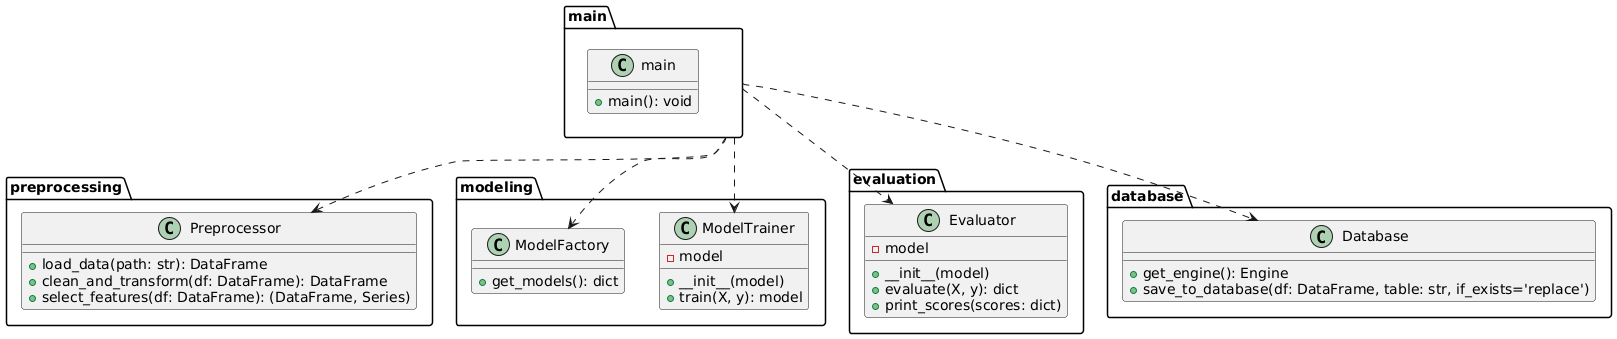 main
C main
main(): void
preprocessing
C Preprocessor
load_data(path: str): DataFrame
clean_and_transform(df: DataFrame): DataFrame
select_features(df: DataFrame): (DataFrame, Series)
modeling
C ModelFactory
get_models(): dict
C ModelTrainer
model
__init__(model)
train(X, y): model
evaluation
C Evaluator
model
__init__(model)
evaluate(X, y): dict
print_scores(scores: dict)
database
C Database
get_engine(): Engine
save_to_database(df: DataFrame, table: str, if_exists='replace')